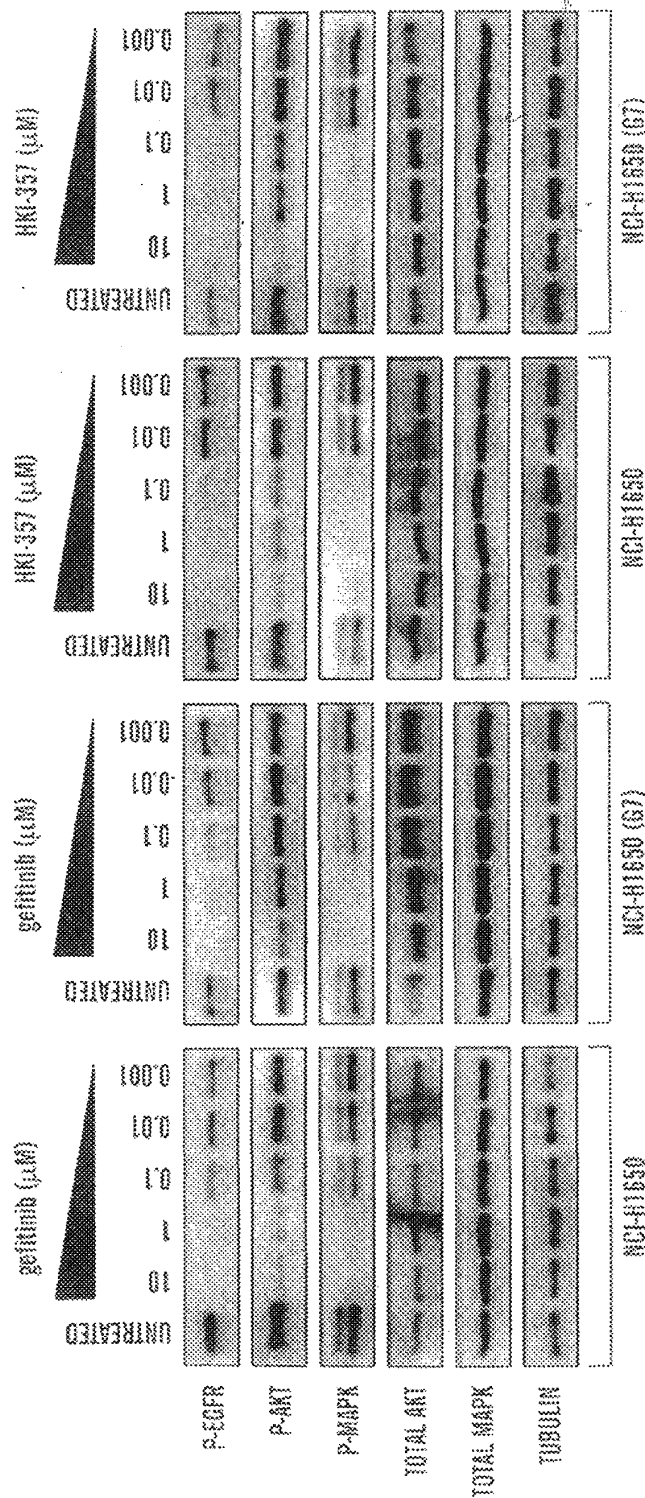 gefitinib (µM)
gefitinib (µM)
HKI-357 (µM)
HKI-357 (µM)
UNTREATED 10 1 0.1 0.01 0.001
UNTREATED 10 1 0.1 0.01 0.001
UNTREATED 10 1 0.1 0.01 0.001
UNTREATED 10 1 0.1 0.01 0.001
P-EGFR
P-AKT
P-MAPK
TOTAL AKT
TOTAL MAPK
TUBULIN
NCI-H1650
NCI-H1650 (G7)
NCI-H1650
NCI-H1650 (G7)